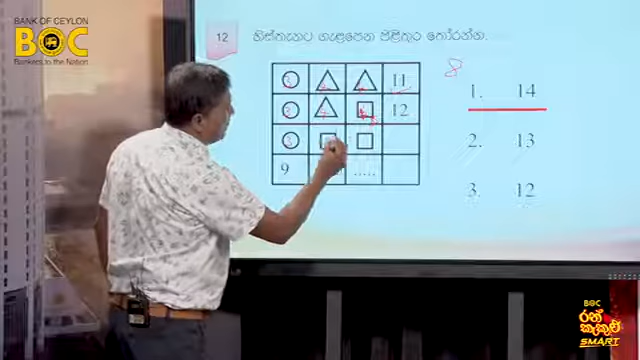 BANK OF CEYLON
BOC
Bankers to the Nation
12 හිස්තැනට ගැළපෙන පිළිතුර තෝරන්න.
11
12
9 .....
8
1. 14
2. 13
3. 12
BOC
රන්
කැකුළු
SMART